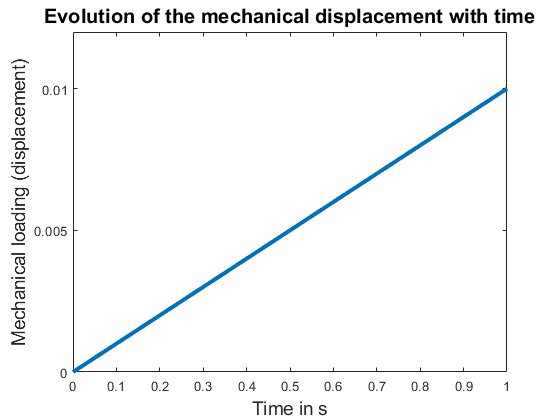 Evolution of the mechanical displacement with time
Mechanical loading (displacement)
0.01
0.005
0
0 0.1 0.2 0.3 0.4 0.5 0.6 0.7 0.8 0.9 1
Time in s